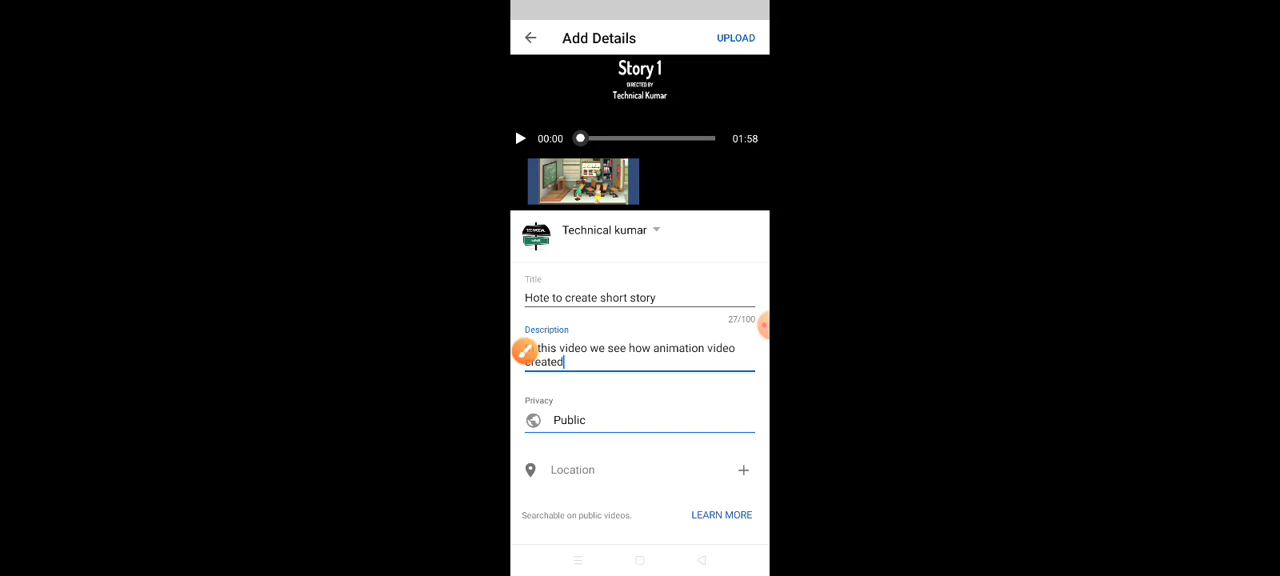 Add Details
UPLOAD
Story 1
DIRECTED BY
Technical Kumar
00:00
01:58
Technical kumar
Title
Hote to create short story
27/100
Description
this video we see how animation video
created
Privacy
Public
Location
Searchable on public videos.
LEARN MORE